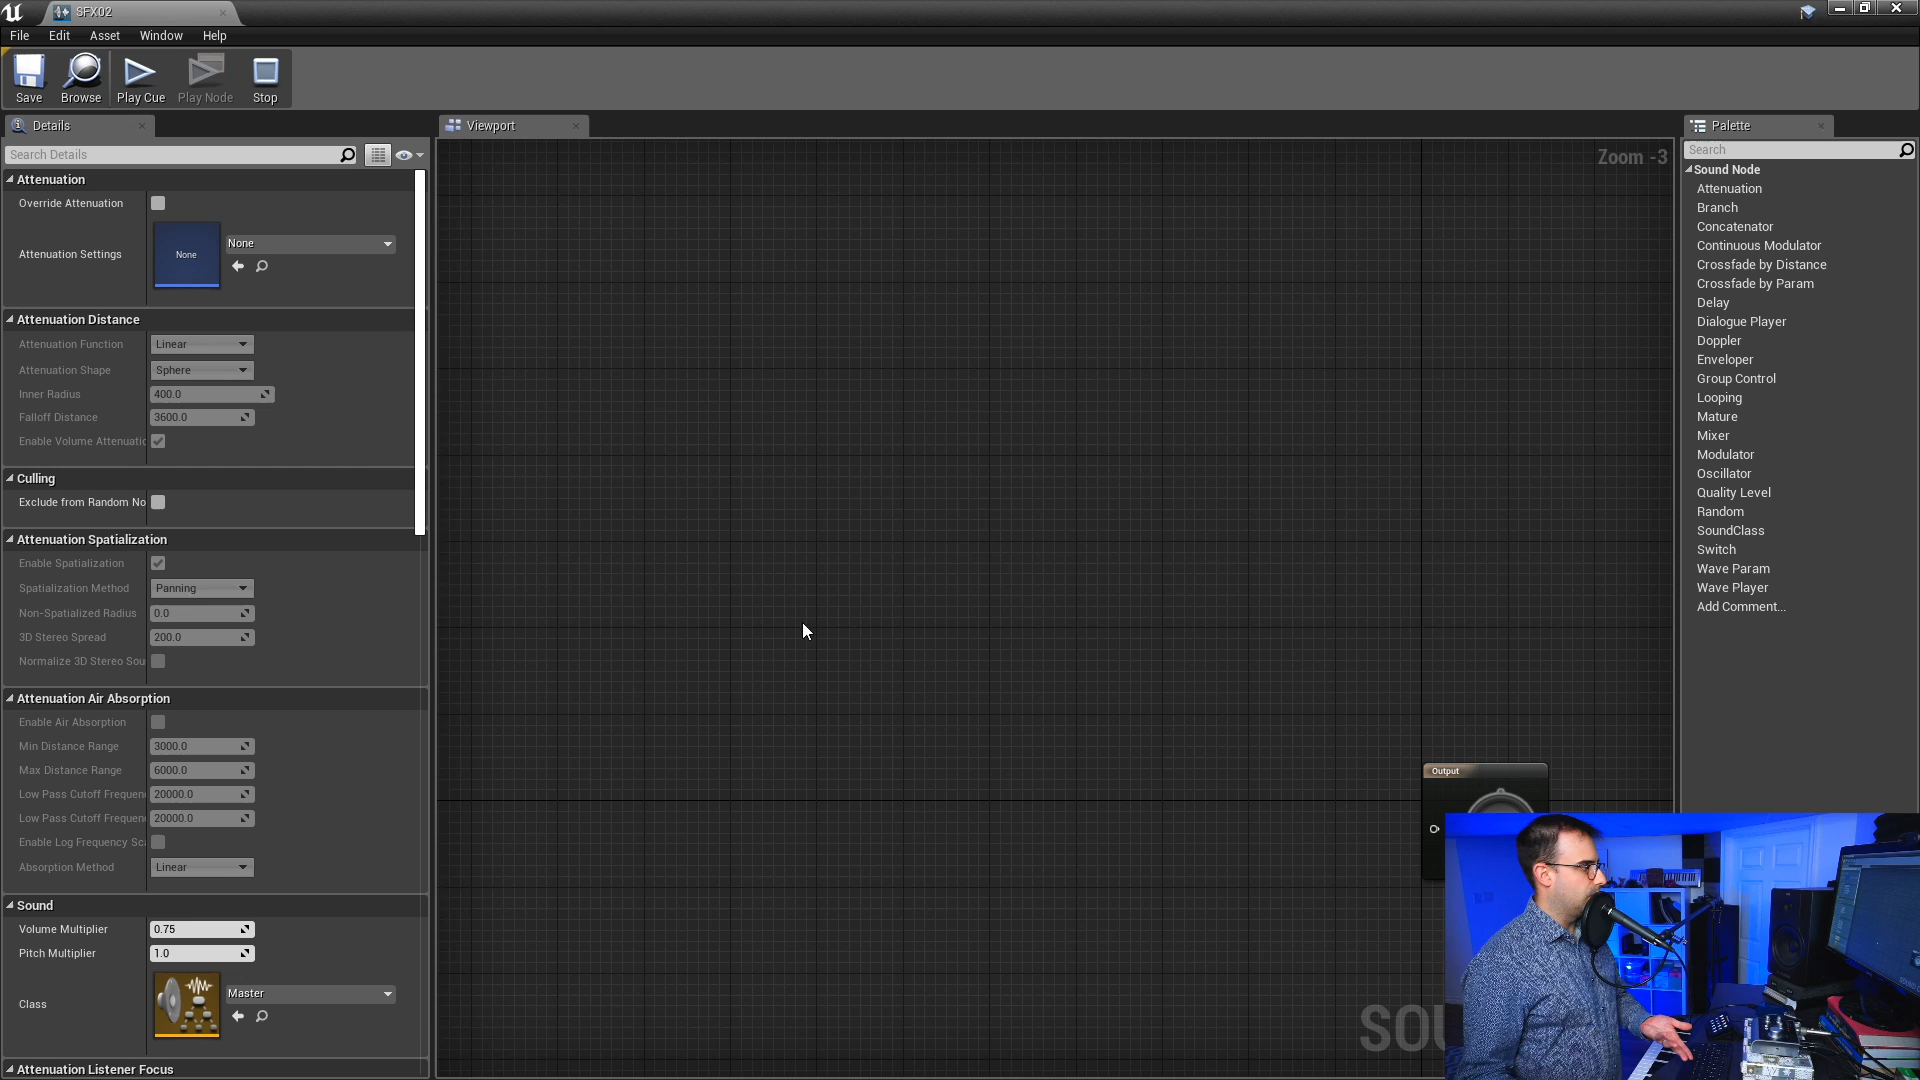 SFX02
File Edit Asset Window Help
Save Browse Play Cue Play Node Stop
Details
Search Details
Attenuation
Override Attenuation
Attenuation Settings None None
Attenuation Distance
Attenuation Function Linear
Attenuation Shape Sphere
Inner Radius 400.0
Falloff Distance 3600.0
Enable Volume Attenuatio
Culling
Exclude from Random No
Attenuation Spatialization
Enable Spatialization
Spatialization Method Panning
Non-Spatialized Radius 0.0
3D Stereo Spread 200.0
Normalize 3D Stereo Sou
Attenuation Air Absorption
Enable Air Absorption
Min Distance Range 3000.0
Max Distance Range 6000.0
Low Pass Cutoff Frequen 20000.0
Low Pass Cutoff Frequen 20000.0
Enable Log Frequency Sca
Absorption Method Linear
Sound
Volume Multiplier 0.75
Pitch Multiplier 1.0
Class Master
Attenuation Listener Focus
Viewport
Zoom -3
Output
SOU
Palette
Search
Sound Node
Attenuation
Branch
Concatenator
Continuous Modulator
Crossfade by Distance
Crossfade by Param
Delay
Dialogue Player
Doppler
Enveloper
Group Control
Looping
Mature
Mixer
Modulator
Oscillator
Quality Level
Random
SoundClass
Switch
Wave Param
Wave Player
Add Comment...